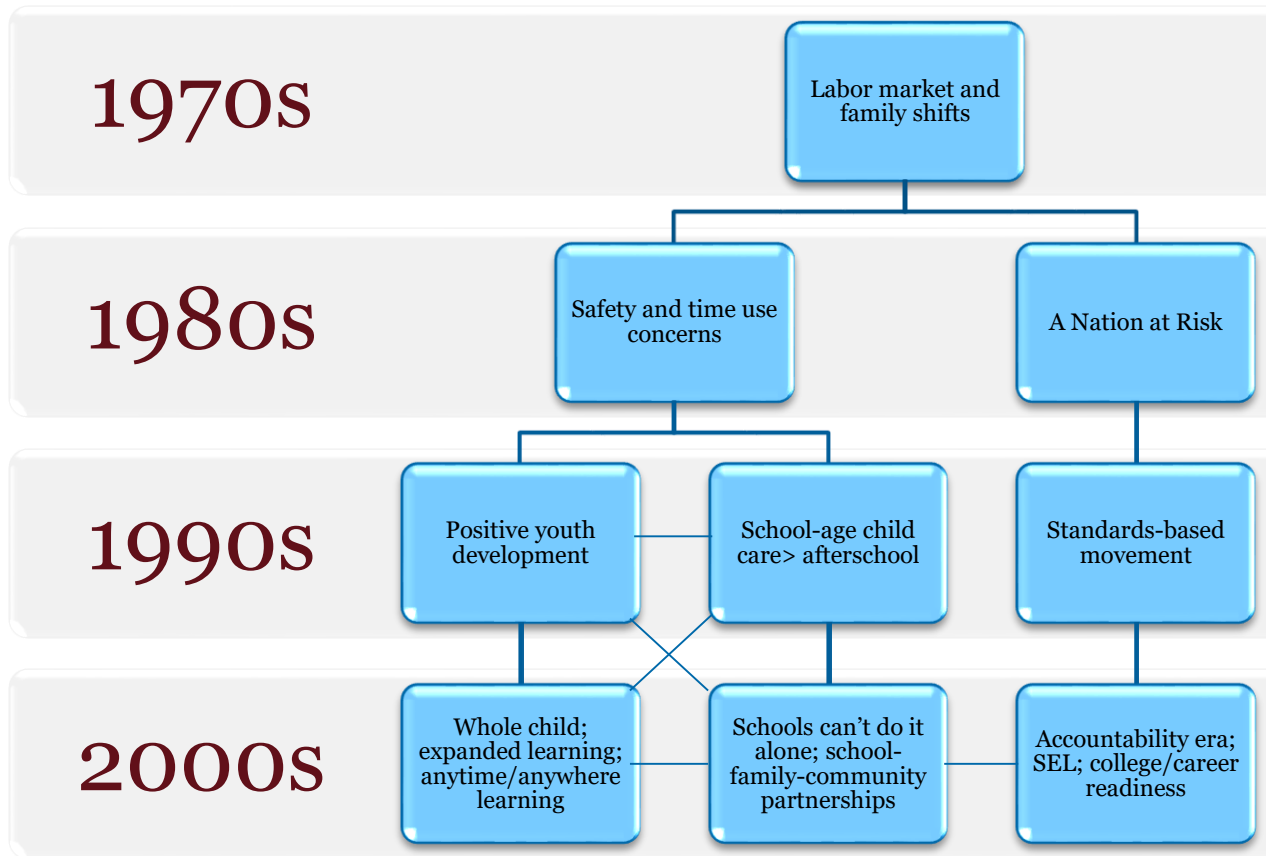 1970s
Labor market and
family shifts
1980s
Safety and time use
concerns
A Nation at Risk
1990s
Positive youth
development
School-age child
care> afterschool
Standards-based
movement
2000s
Whole child;
expanded learning;
anytime/anywhere
learning
Schools can’t do it
alone; school-
family-community
partnerships
Accountability era;
SEL; college/career
readiness